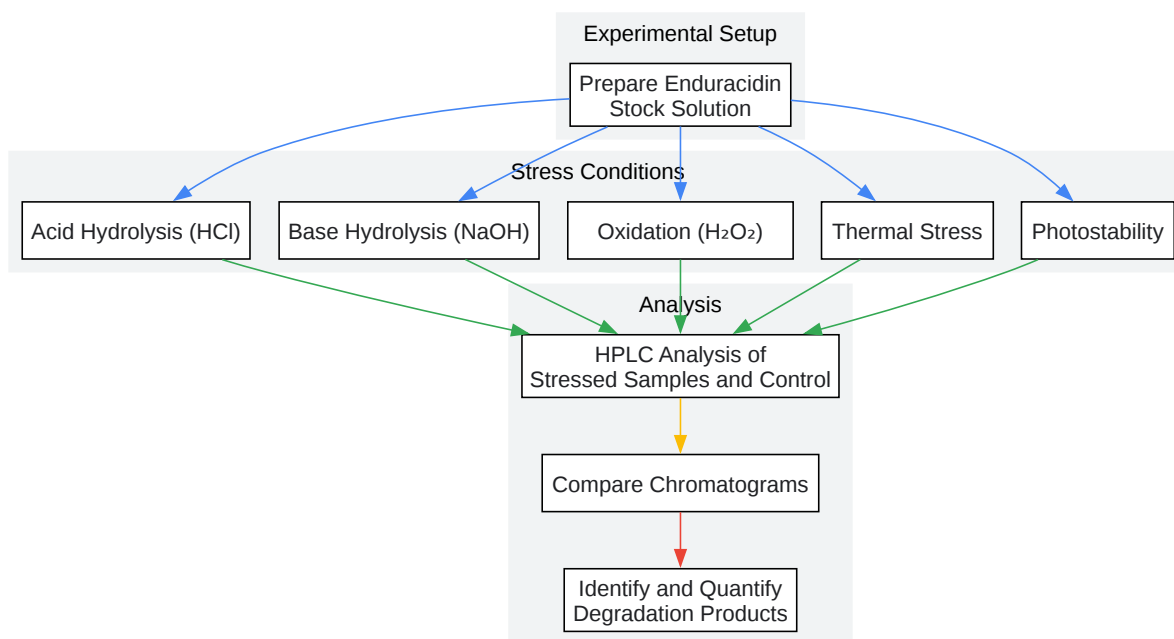 Experimental Setup
Prepare Enduracidin
Stock Solution
Stress Conditions
Acid Hydrolysis (HCl)
Base Hydrolysis (NaOH)
Oxidation (H₂O₂)
Thermal Stress
Photostability
Analysis
HPLC Analysis of
Stressed Samples and Control
Compare Chromatograms
Identify and Quantify
Degradation Products